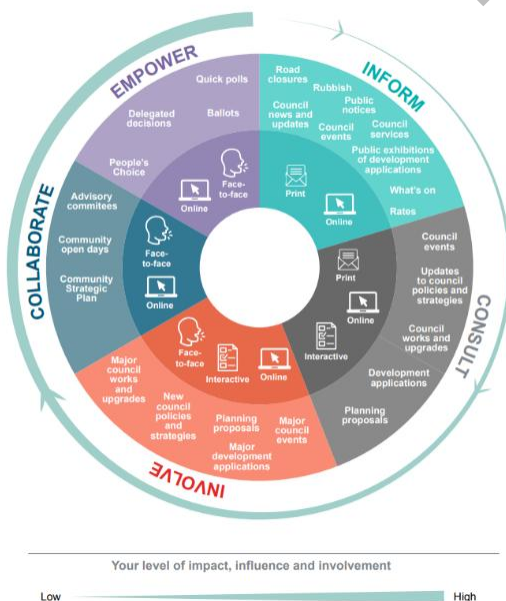 INFORM
Road
closures
Rubbish
Public
notices
Council
news and
updates
Council
events
Council
services
Public exhibitions
of development
applications
What's on
Rates
Print
Online
CONSULT
Council
events
Updates
to council
policies and
strategies
Council
works and
upgrades
Development
applications
Planning
proposals
Print
Online
Interactive
INVOLVE
Major
council
events
Major
development
applications
Planning
proposals
New
council
policies
and
strategies
Major
council
works
and
upgrades
Face-
to-face
Interactive
Online
COLLABORATE
Advisory
commitees
Community
open days
Community
Strategic
Plan
Face-
to-face
Online
EMPOWER
Quick polls
Delegated
decisions
Ballots
People's
Choice
Face-
to-face
Online
Your level of impact, influence and involvement
Low
High